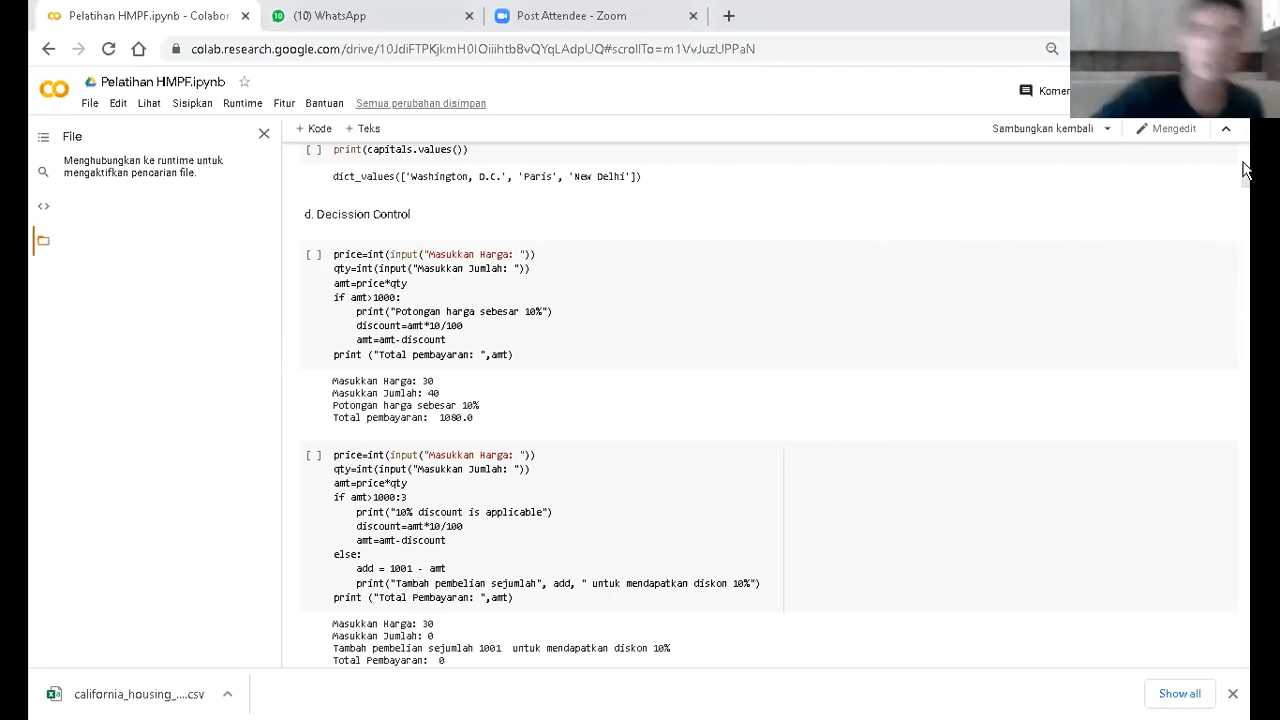 Pelatihan HMPF.ipynb - Colabor
(10) WhatsApp
Post Attendee - Zoom
colab.research.google.com/drive/10JdiFTPKjkmH0IOiiihtb8vQYqLAdpUQ#scrollTo=m1VvJuzUPPaN
Pelatihan HMPF.ipynb
File Edit Lihat Sisipkan Runtime Fitur Bantuan Semua perubahan disimpan
Komen
File
Menghubungkan ke runtime untuk
mengaktifkan pencarian file.
+ Kode + Teks
Sambungkan kembali
Mengedit
[ ] print(capitals.values())
dict_values(['Washington, D.C.', 'Paris', 'New Delhi'])
d. Decission Control
[ ] price=int(input("Masukkan Harga: "))
qty=int(input("Masukkan Jumlah: "))
amt=price*qty
if amt>1000:
print("Potongan harga sebesar 10%")
discount=amt*10/100
amt=amt-discount
print ("Total pembayaran: ",amt)
Masukkan Harga: 30
Masukkan Jumlah: 40
Potongan harga sebesar 10%
Total pembayaran:  1080.0
[ ] price=int(input("Masukkan Harga: "))
qty=int(input("Masukkan Jumlah: "))
amt=price*qty
if amt>1000:3
print("10% discount is applicable")
discount=amt*10/100
amt=amt-discount
else:
add = 1001 - amt
print("Tambah pembelian sejumlah", add, " untuk mendapatkan diskon 10%")
print ("Total Pembayaran: ",amt)
Masukkan Harga: 30
Masukkan Jumlah: 0
Tambah pembelian sejumlah 1001  untuk mendapatkan diskon 10%
Total Pembayaran:  0
california_housing_....csv
Show all